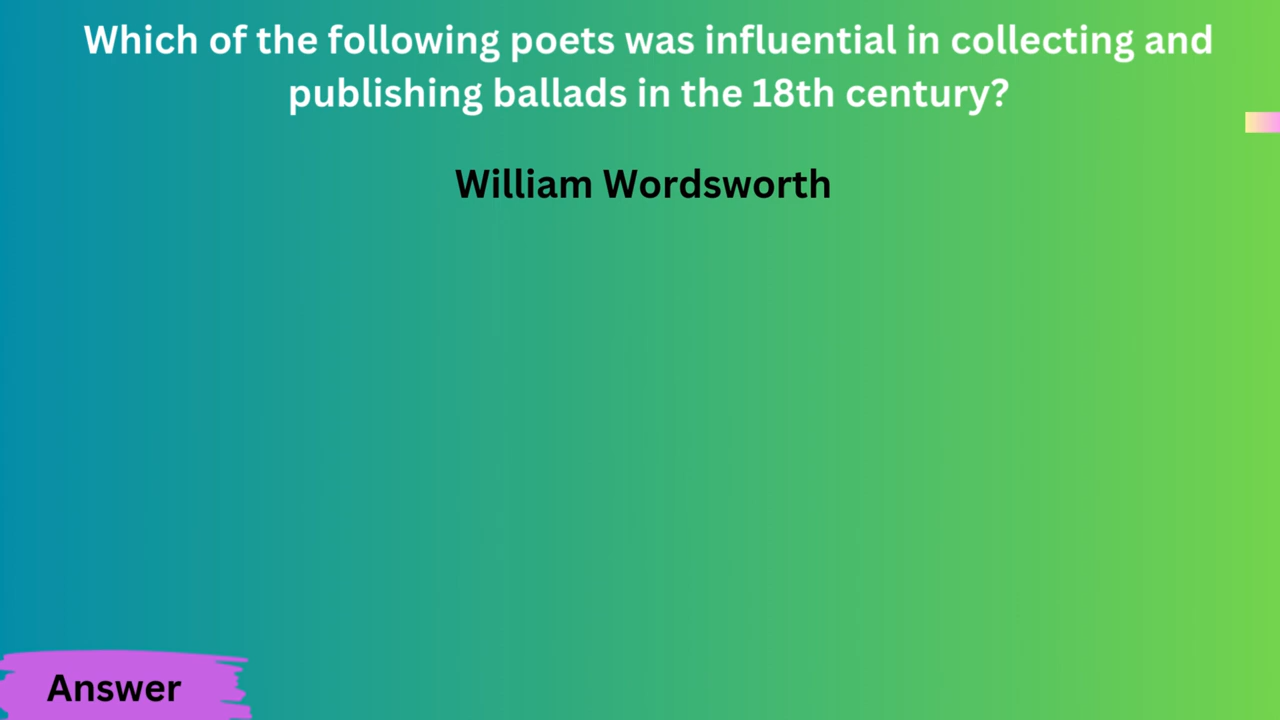 Which of the following poets was influential in collecting and
publishing ballads in the 18th century?
William Wordsworth
Answer